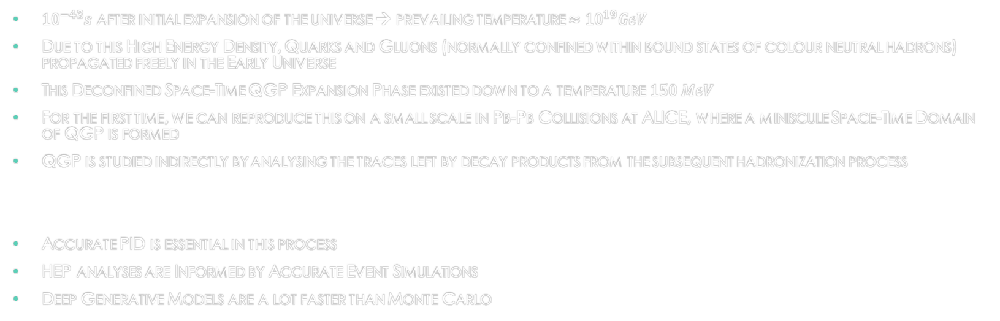 • 10⁻⁴³s AFTER INITIAL EXPANSION OF THE UNIVERSE → PREVAILING TEMPERATURE ≈ 10¹⁹GeV
• DUE TO THIS HIGH ENERGY DENSITY, QUARKS AND GLUONS (NORMALLY CONFINED WITHIN BOUND STATES OF COLOUR NEUTRAL HADRONS)
PROPAGATED FREELY IN THE EARLY UNIVERSE
• THIS DECONFINED SPACE-TIME QGP EXPANSION PHASE EXISTED DOWN TO A TEMPERATURE 150 MeV
• FOR THE FIRST TIME, WE CAN REPRODUCE THIS ON A SMALL SCALE IN PB-PB COLLISIONS AT ALICE, WHERE A MINISCULE SPACE-TIME DOMAIN
OF QGP IS FORMED
• QGP IS STUDIED INDIRECTLY BY ANALYSING THE TRACES LEFT BY DECAY PRODUCTS FROM THE SUBSEQUENT HADRONIZATION PROCESS
• ACCURATE PID IS ESSENTIAL IN THIS PROCESS
• HEP ANALYSES ARE INFORMED BY ACCURATE EVENT SIMULATIONS
• DEEP GENERATIVE MODELS ARE A LOT FASTER THAN MONTE CARLO